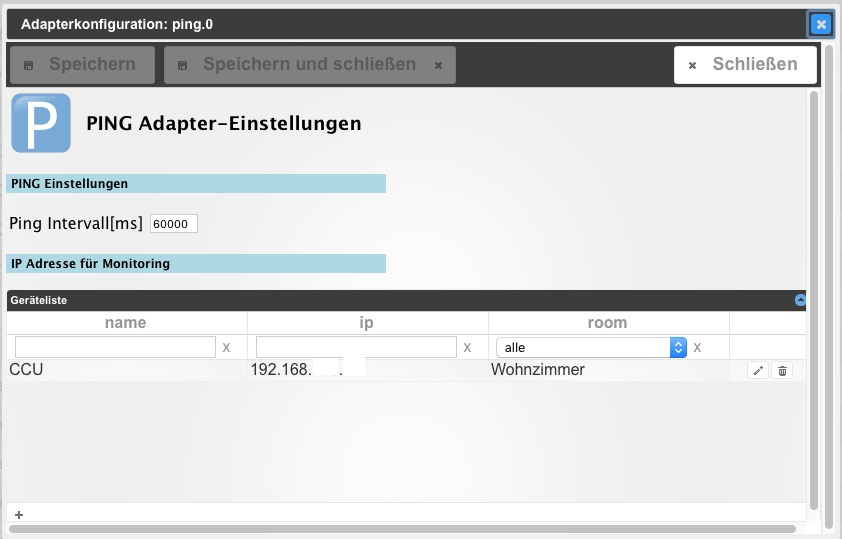 Adapterkonfiguration: ping.0
Speichern Speichern und schließen Schließen
P PING Adapter-Einstellungen
PING Einstellungen
Ping Intervall[ms] 60000
IP Adresse für Monitoring
Geräteliste
name ip room
X X alle X
CCU 192.168. . Wohnzimmer
+